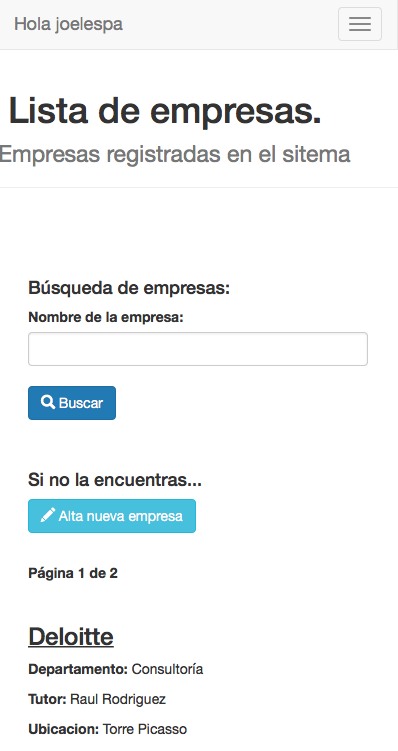 Hola joelespa
Lista de empresas.
Empresas registradas en el sitema
Búsqueda de empresas:
Nombre de la empresa:
Buscar
Si no la encuentras...
Alta nueva empresa
Página 1 de 2
Deloitte
Departamento: Consultoría
Tutor: Raul Rodriguez
Ubicacion: Torre Picasso